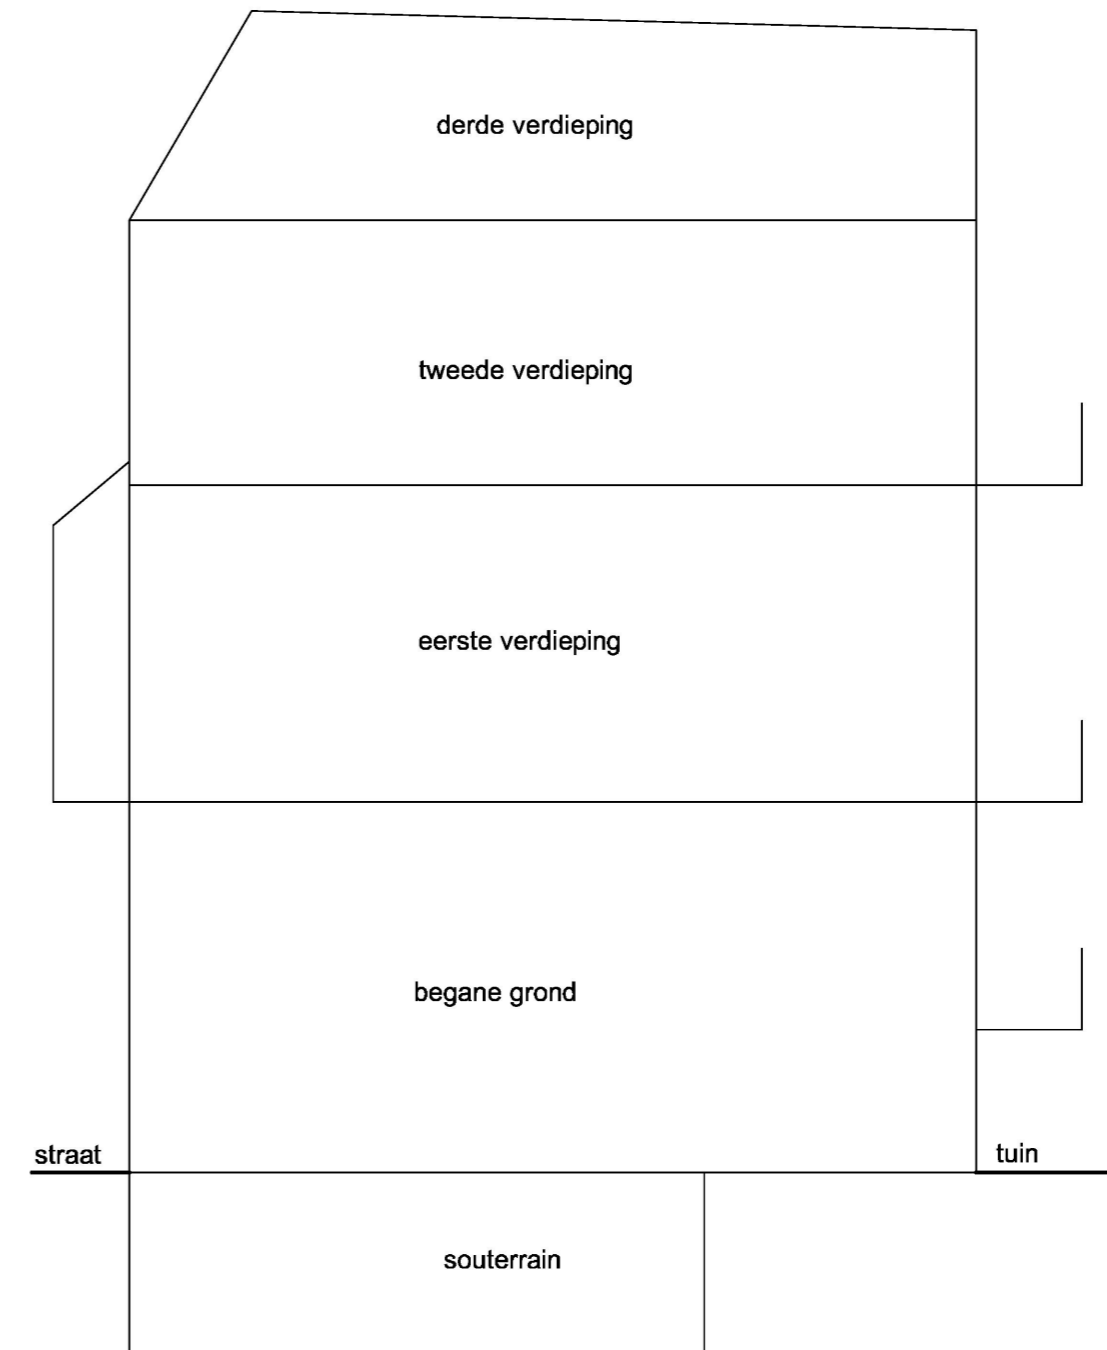 derde verdieping
tweede verdieping
eerste verdieping
begane grond
straat
tuin
souterrain